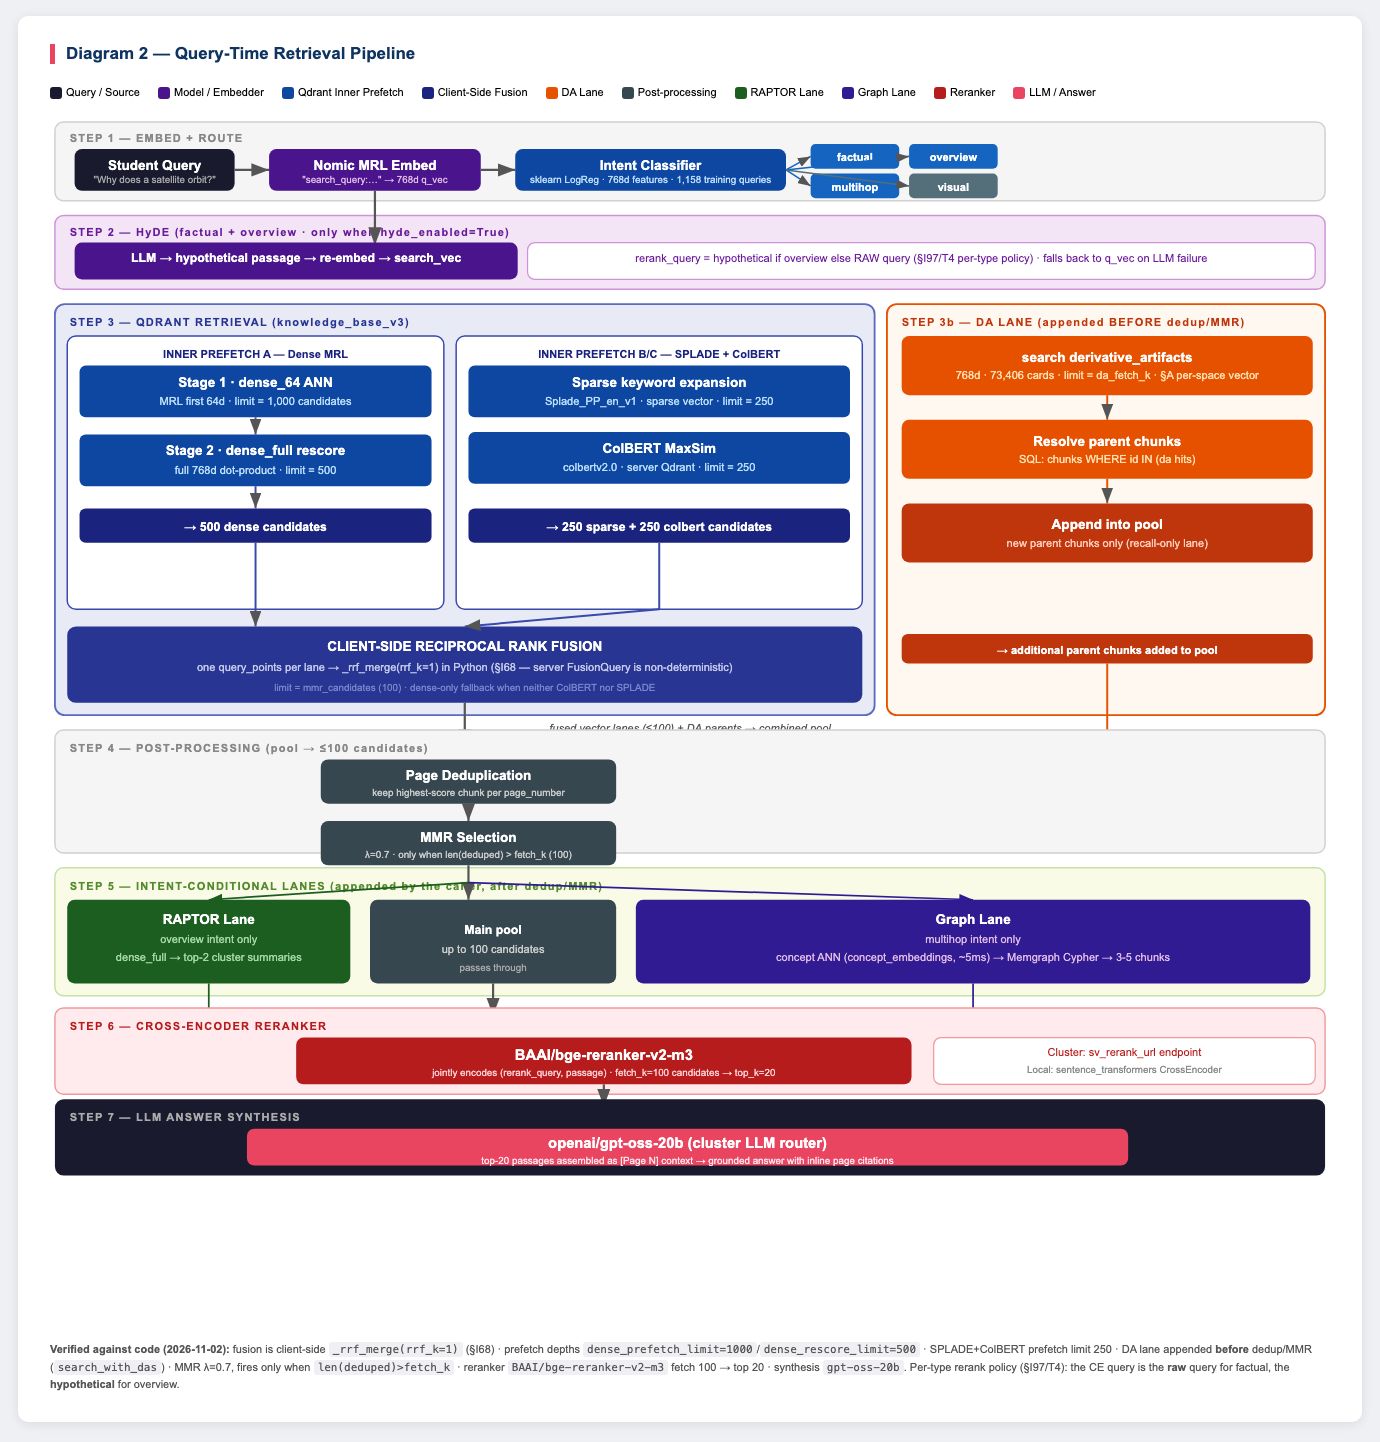 Diagram 2 — Query-Time Retrieval Pipeline
Query / Source
Model / Embedder
Qdrant Inner Prefetch
Client-Side Fusion
DA Lane
Post-processing
RAPTOR Lane
Graph Lane
Reranker
LLM / Answer
STEP 1 — EMBED + ROUTE
Student Query
"Why does a satellite orbit?"
Nomic MRL Embed
"search_query:…" → 768d q_vec
Intent Classifier
sklearn LogReg · 768d features · 1,158 training queries
factual
overview
multihop
visual
STEP 2 — HyDE (factual + overview · only when hyde_enabled=True)
LLM → hypothetical passage → re-embed → search_vec
rerank_query = hypothetical if overview else RAW query (§I97/T4 per-type policy) · falls back to q_vec on LLM failure
STEP 3 — QDRANT RETRIEVAL (knowledge_base_v3)
INNER PREFETCH A — Dense MRL
Stage 1 · dense_64 ANN
MRL first 64d · limit = 1,000 candidates
Stage 2 · dense_full rescore
full 768d dot-product · limit = 500
→ 500 dense candidates
INNER PREFETCH B/C — SPLADE + ColBERT
Sparse keyword expansion
Splade_PP_en_v1 · sparse vector · limit = 250
ColBERT MaxSim
colbertv2.0 · server Qdrant · limit = 250
→ 250 sparse + 250 colbert candidates
CLIENT-SIDE RECIPROCAL RANK FUSION
one query_points per lane → _rrf_merge(rrf_k=1) in Python (§I68 — server FusionQuery is non-deterministic)
limit = mmr_candidates (100) · dense-only fallback when neither ColBERT nor SPLADE
STEP 3b — DA LANE (appended BEFORE dedup/MMR)
search derivative_artifacts
768d · 73,406 cards · limit = da_fetch_k · §A per-space vector
Resolve parent chunks
SQL: chunks WHERE id IN (da hits)
Append into pool
new parent chunks only (recall-only lane)
→ additional parent chunks added to pool
fused vector lanes (≤100) + DA parents → combined pool
STEP 4 — POST-PROCESSING (pool → ≤100 candidates)
Page Deduplication
keep highest-score chunk per page_number
MMR Selection
λ=0.7 · only when len(deduped) > fetch_k (100)
STEP 5 — INTENT-CONDITIONAL LANES (appended by the caller, after dedup/MMR)
RAPTOR Lane
overview intent only
dense_full → top-2 cluster summaries
Main pool
up to 100 candidates
passes through
Graph Lane
multihop intent only
concept ANN (concept_embeddings, ~5ms) → Memgraph Cypher → 3-5 chunks
STEP 6 — CROSS-ENCODER RERANKER
BAAI/bge-reranker-v2-m3
jointly encodes (rerank_query, passage) · fetch_k=100 candidates → top_k=20
Cluster: sv_rerank_url endpoint
Local: sentence_transformers CrossEncoder
STEP 7 — LLM ANSWER SYNTHESIS
openai/gpt-oss-20b (cluster LLM router)
top-20 passages assembled as [Page N] context → grounded answer with inline page citations
Verified against code (2026-11-02): fusion is client-side _rrf_merge(rrf_k=1) (§I68) · prefetch depths dense_prefetch_limit=1000 / dense_rescore_limit=500 · SPLADE+ColBERT prefetch limit 250 · DA lane appended before dedup/MMR
( search_with_das ) · MMR λ=0.7, fires only when len(deduped)>fetch_k · reranker BAAI/bge-reranker-v2-m3 fetch 100 → top 20 · synthesis gpt-oss-20b . Per-type rerank policy (§I97/T4): the CE query is the raw query for factual, the
hypothetical for overview.